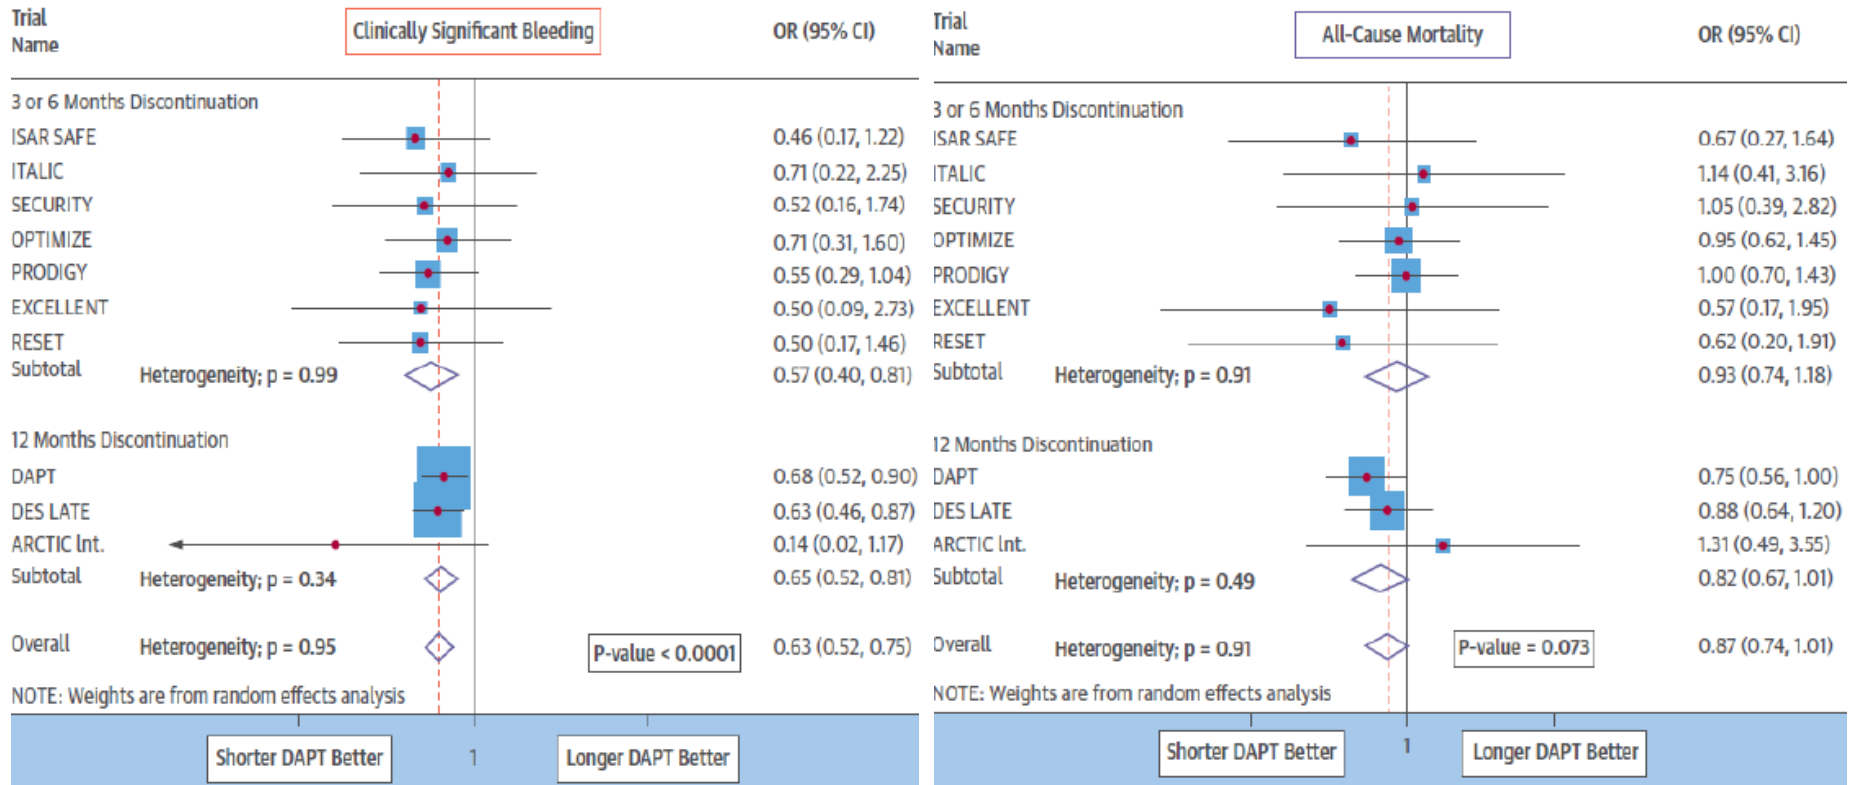 Trial
Name
Clinically Significant Bleeding
OR (95% CI)
3 or 6 Months Discontinuation
ISAR SAFE 0.46 (0.17, 1.22)
ITALIC 0.71 (0.22, 2.25)
SECURITY 0.52 (0.16, 1.74)
OPTIMIZE 0.71 (0.31, 1.60)
PRODIGY 0.55 (0.29, 1.04)
EXCELLENT 0.50 (0.09, 2.73)
RESET 0.50 (0.17, 1.46)
Subtotal Heterogeneity; p = 0.99 0.57 (0.40, 0.81)
12 Months Discontinuation
DAPT 0.68 (0.52, 0.90)
DES LATE 0.63 (0.46, 0.87)
ARCTIC Int. 0.14 (0.02, 1.17)
Subtotal Heterogeneity; p = 0.34 0.65 (0.52, 0.81)
Overall Heterogeneity; p = 0.95 P-value < 0.0001 0.63 (0.52, 0.75)
NOTE: Weights are from random effects analysis
Shorter DAPT Better 1 Longer DAPT Better
Trial
Name
All-Cause Mortality
OR (95% CI)
3 or 6 Months Discontinuation
ISAR SAFE 0.67 (0.27, 1.64)
ITALIC 1.14 (0.41, 3.16)
SECURITY 1.05 (0.39, 2.82)
OPTIMIZE 0.95 (0.62, 1.45)
PRODIGY 1.00 (0.70, 1.43)
EXCELLENT 0.57 (0.17, 1.95)
RESET 0.62 (0.20, 1.91)
Subtotal Heterogeneity; p = 0.91 0.93 (0.74, 1.18)
12 Months Discontinuation
DAPT 0.75 (0.56, 1.00)
DES LATE 0.88 (0.64, 1.20)
ARCTIC Int. 1.31 (0.49, 3.55)
Subtotal Heterogeneity; p = 0.49 0.82 (0.67, 1.01)
Overall Heterogeneity; p = 0.91 P-value = 0.073 0.87 (0.74, 1.01)
NOTE: Weights are from random effects analysis
Shorter DAPT Better 1 Longer DAPT Better